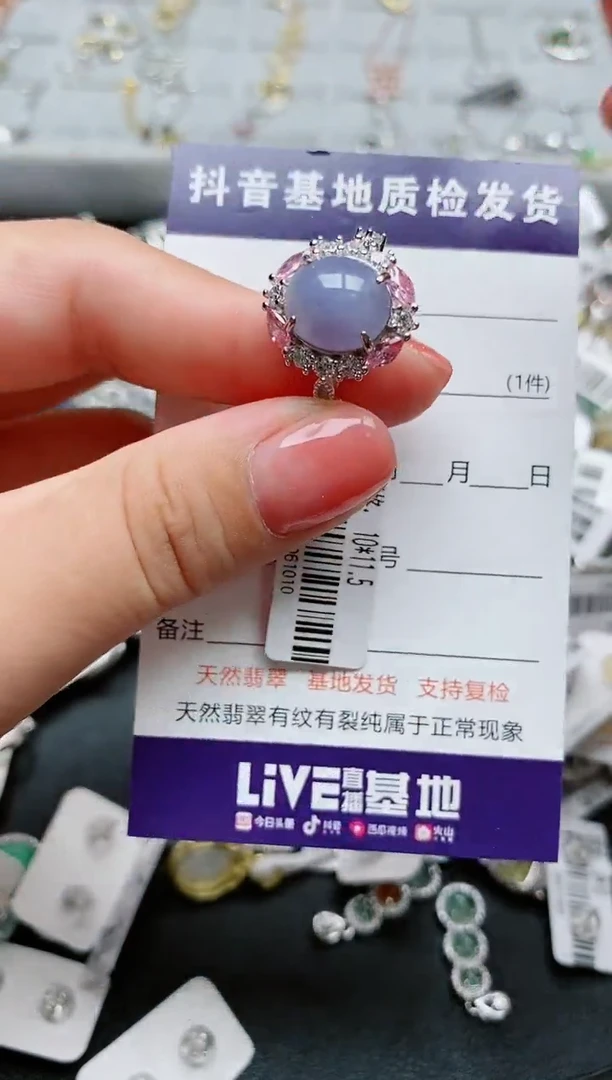 抖音基地质检发货
(1件)
月 日
号
10*11.5
061010
备注
天然翡翠 基地发货 支持复检
天然翡翠有纹有裂纯属于正常现象
LIVE直播基地
今日头条 抖音 西瓜视频 火山